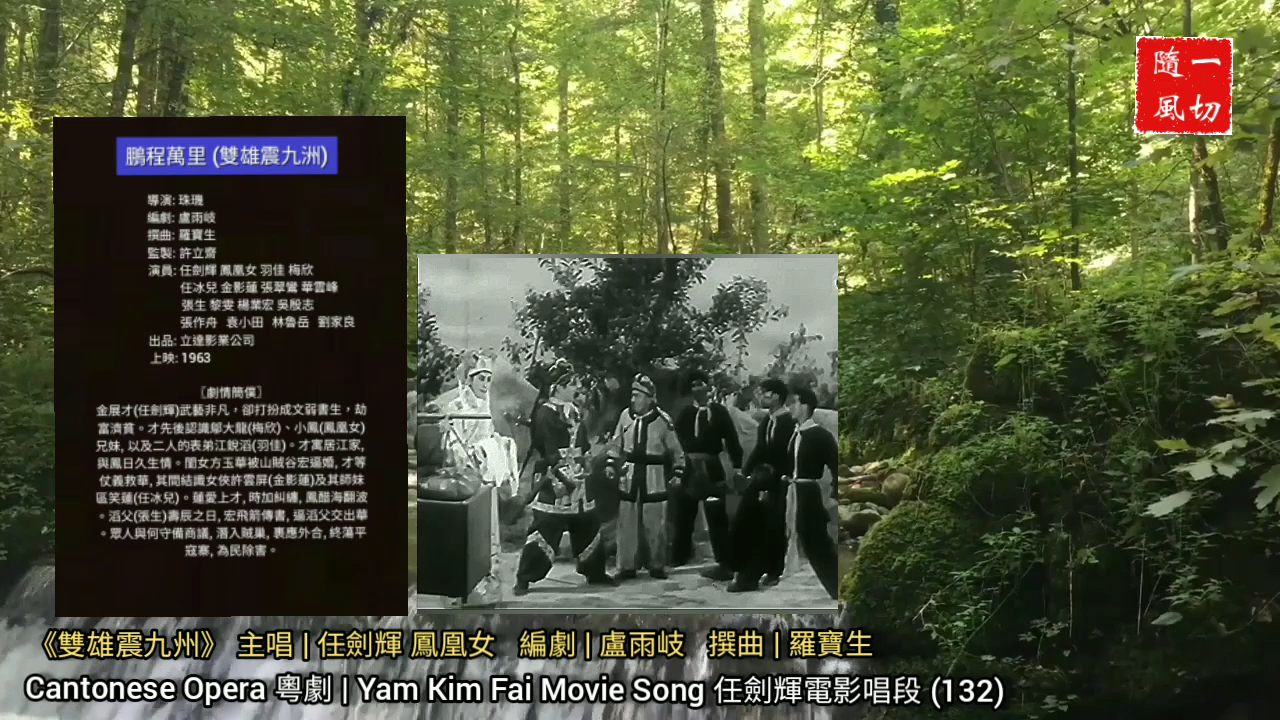 隨一
風切
鵬程萬里 (雙雄震九洲)
導演: 珠璣
編劇: 盧雨岐
撰曲: 羅寶生
監製: 許立齋
演員: 任劍輝 鳳凰女 羽佳 梅欣
任冰兒 金影蓮 張翠鸞 華雲峰
張生 黎雯 楊業宏 吳殷志
張作舟 袁小田 林魯岳 劉家良
出品: 立達影業公司
上映: 1963
〖劇情簡僕〗
金展才(任劍輝)武藝非凡，卻打扮成文弱書生，劫
富濟貧。才先後認識鄔大龍(梅欣)、小鳳(鳳凰女)
兄妹, 以及二人的表弟江銳滔(羽佳)。才寓居江家,
與鳳日久生情。閨女方玉華被山賊谷宏逼婚, 才等
仗義救華, 其間結識女俠許雲屏(金影蓮)及其師妹
區笑蓮(任冰兒)。蓮愛上才, 時加糾纏, 鳳醋海翻波
。滔父(張生)壽辰之日, 宏飛箭傳書, 逼滔父交出華
。眾人與何守備商議, 潛入賊巢, 裏應外合, 終蕩平
寇寨, 為民除害。
《雙雄震九州》 主唱 | 任劍輝 鳳凰女 編劇 | 盧雨岐 撰曲 | 羅寶生
Cantonese Opera 粵劇 | Yam Kim Fai Movie Song 任劍輝電影唱段 (132)